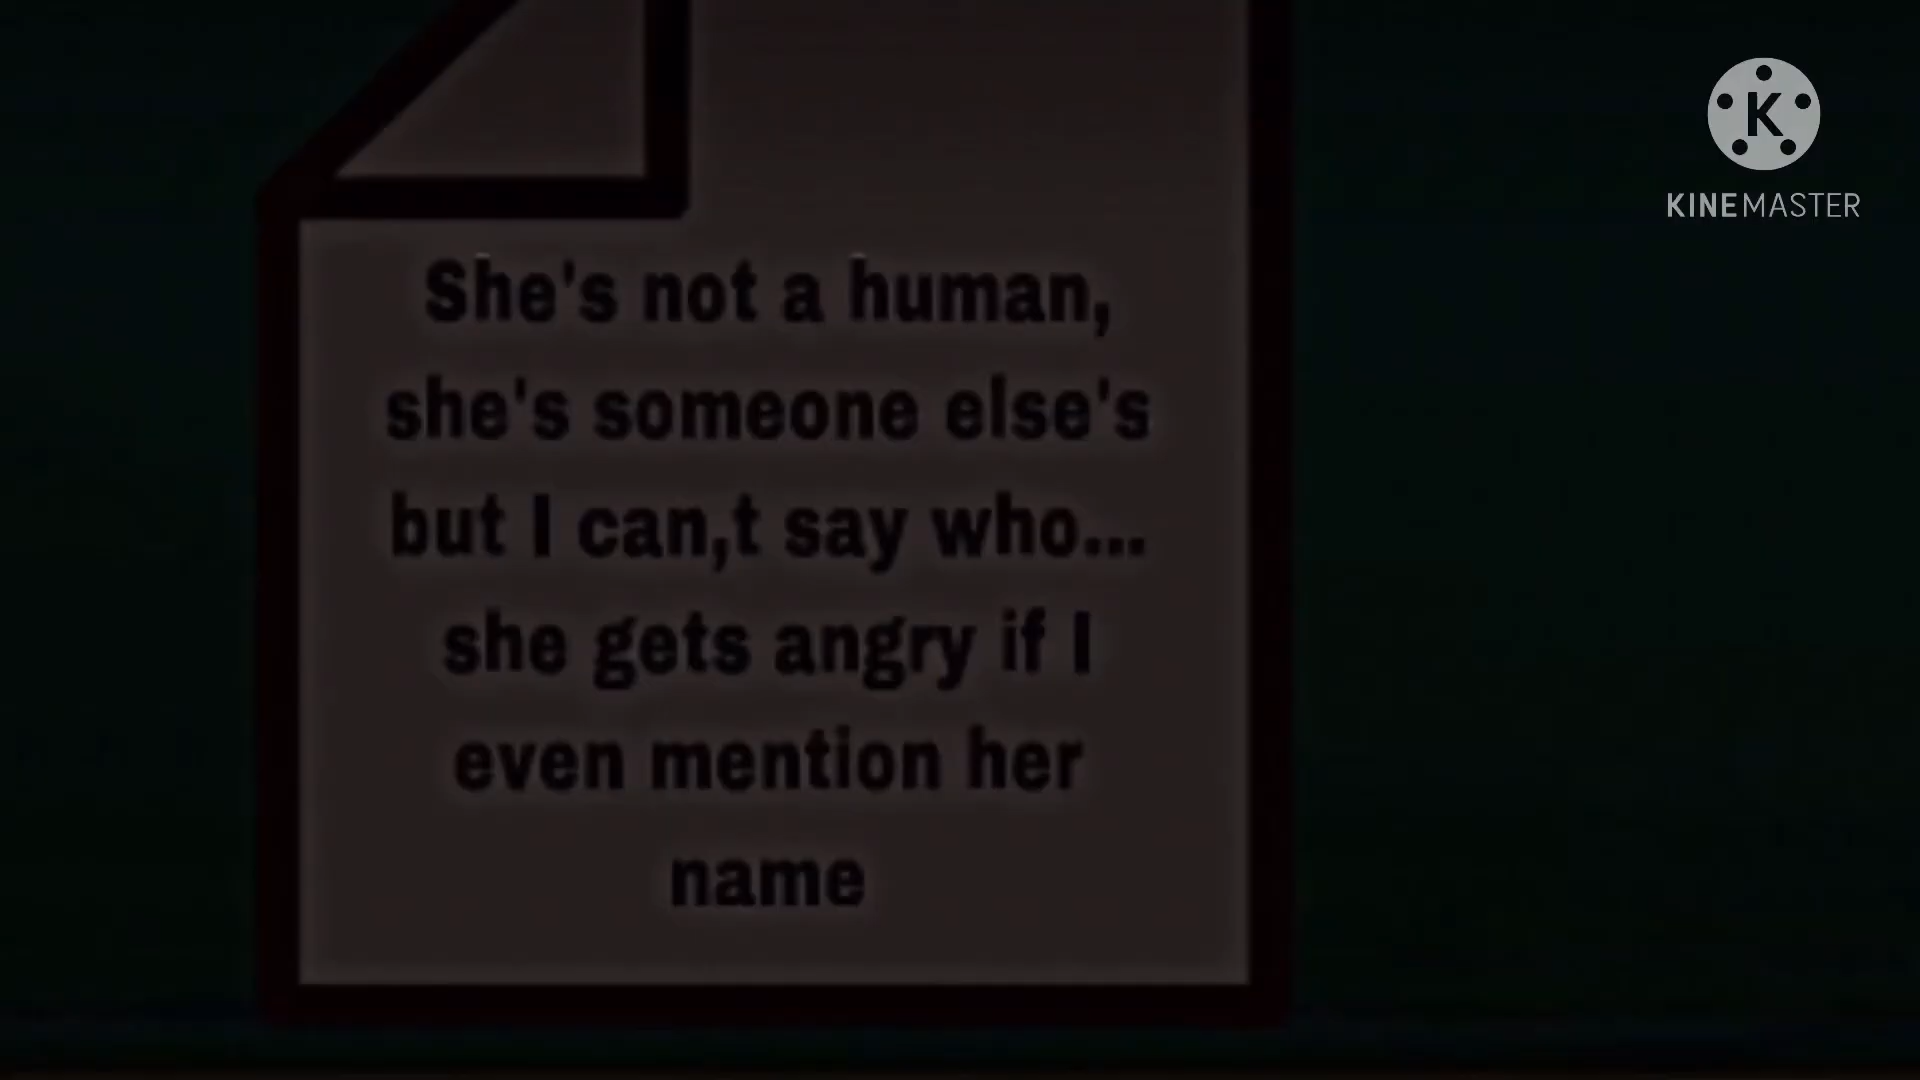 K
KINEMASTER
She's not a human,
she's someone else's
but I can,t say who...
she gets angry if I
even mention her
name